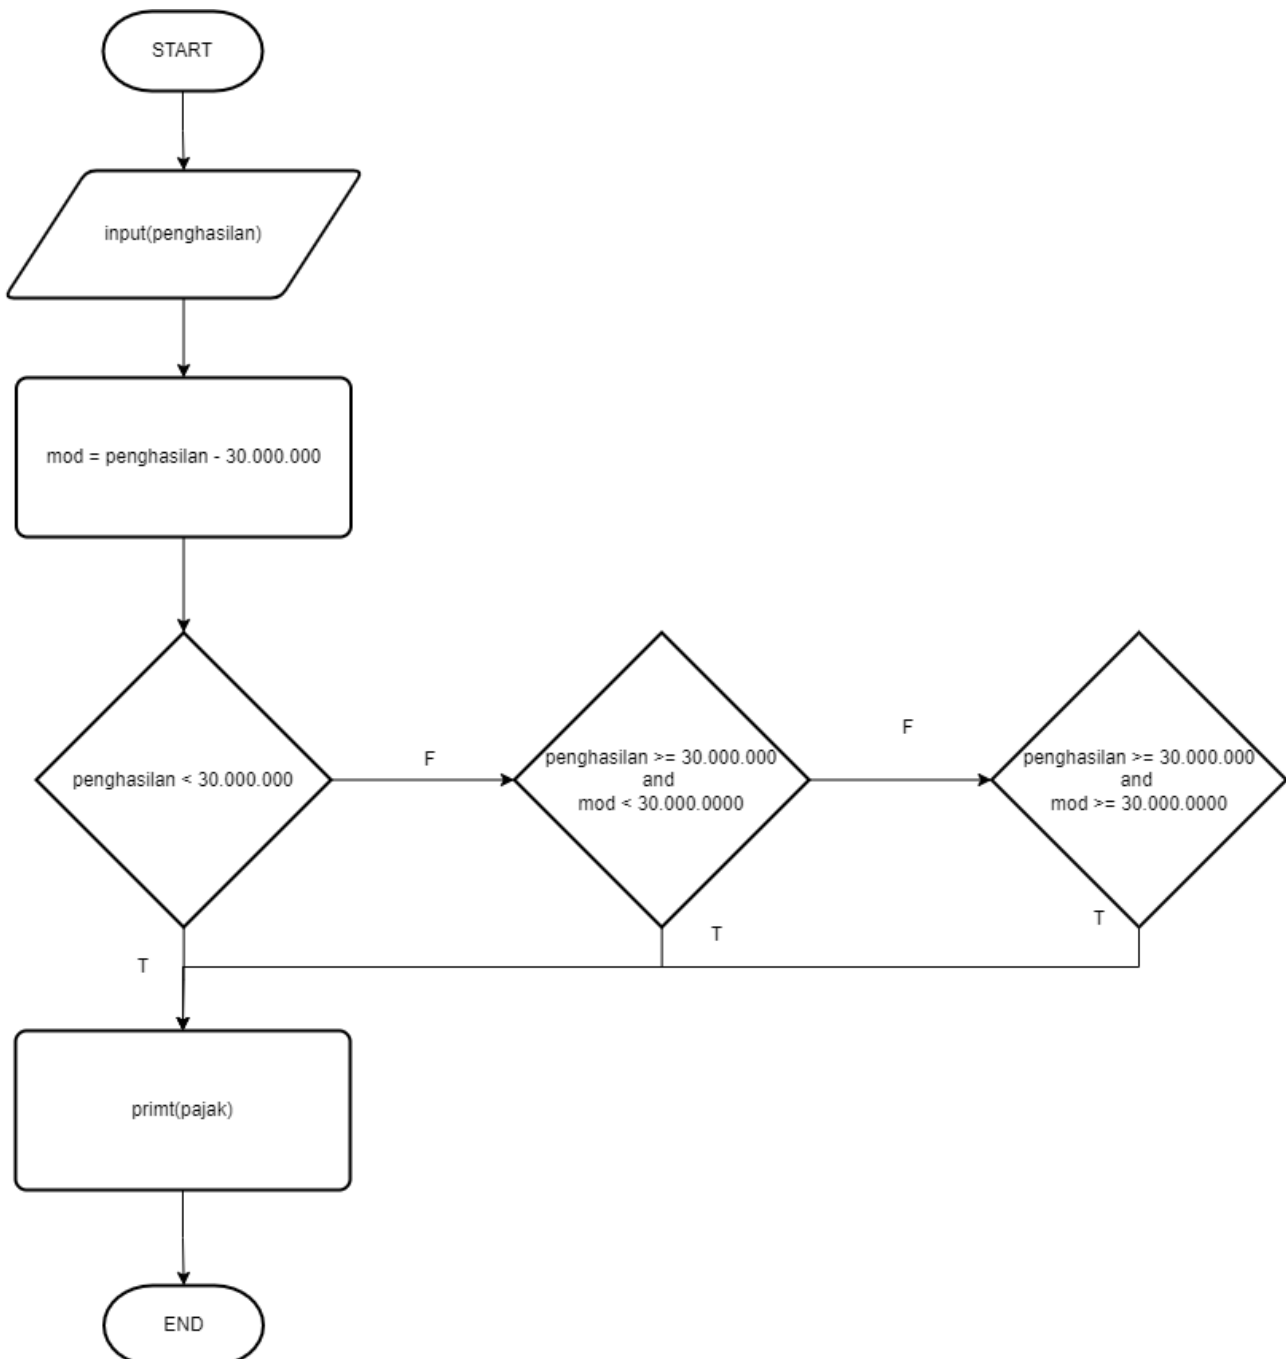 START
input(penghasilan)
mod = penghasilan - 30.000.000
penghasilan < 30.000.000
F
penghasilan >= 30.000.000
and
mod < 30.000.0000
F
penghasilan >= 30.000.000
and
mod >= 30.000.0000
T
T
T
primt(pajak)
END